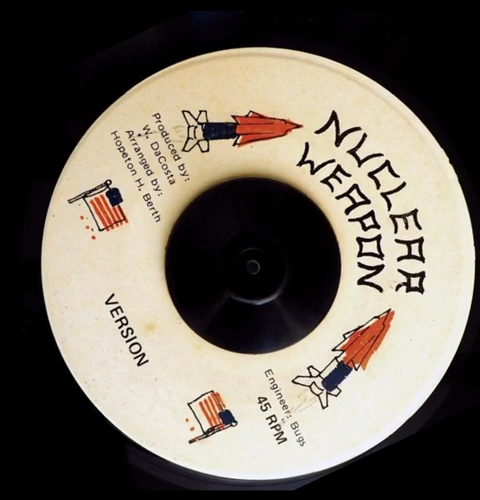 NUCLEAR
WEAPON
Produced by:
W. DaCosta
Arranged by:
Hopeton H. Berth
VERSION
Engineer: Bugs
45 RPM